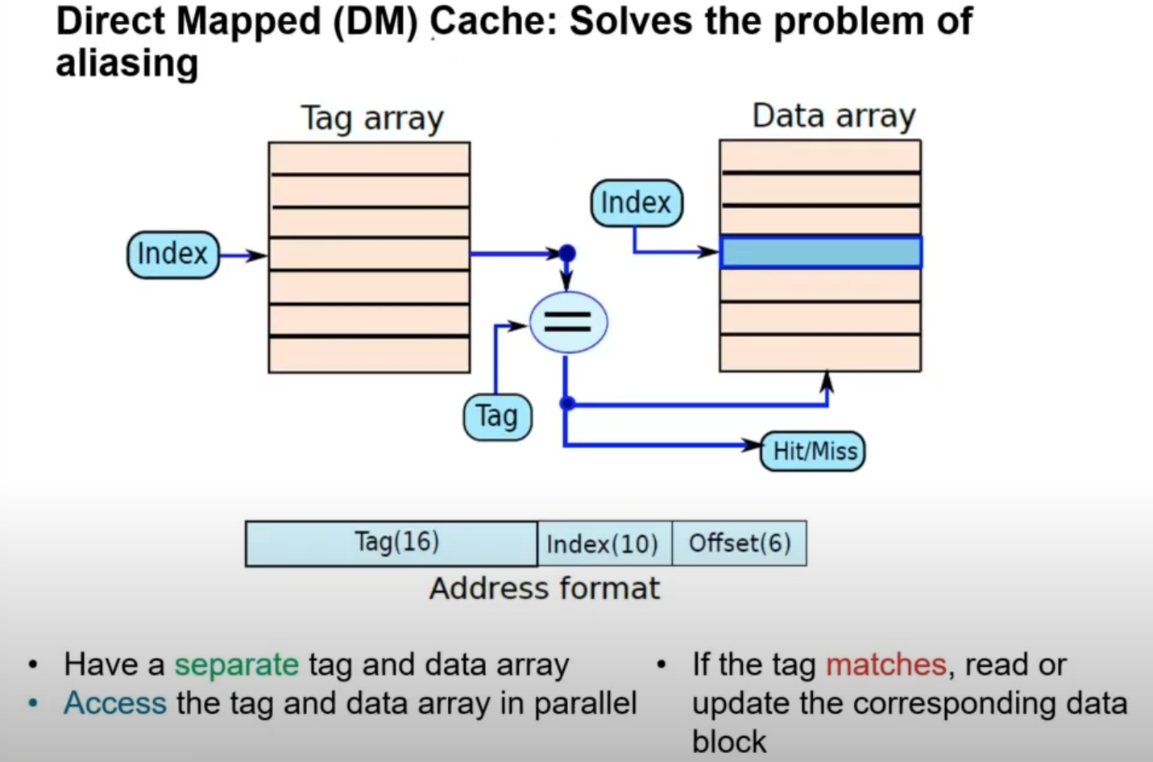 Direct Mapped (DM) Cache: Solves the problem of
aliasing
Tag array
Data array
Index
Index
Tag
Hit/Miss
Tag(16)
Index(10)
Offset(6)
Address format
• Have a separate tag and data array
• Access the tag and data array in parallel
• If the tag matches, read or
update the corresponding data
block